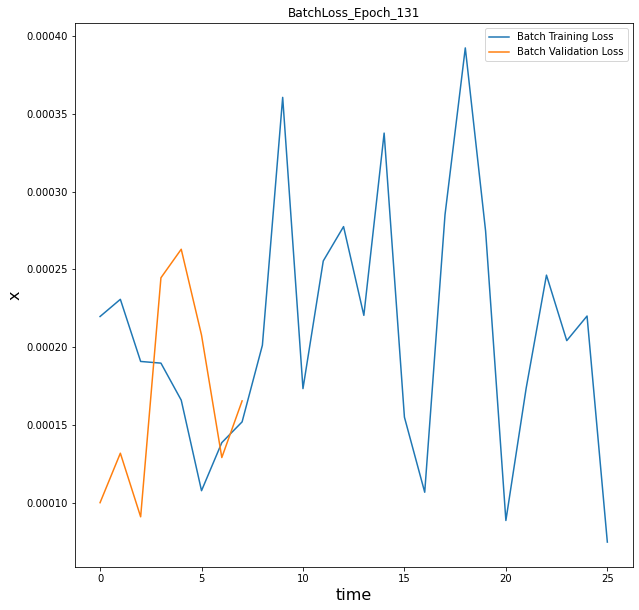 BatchLoss_Epoch_131
Batch Training Loss
Batch Validation Loss
0.00040
0.00035
0.00030
0.00025
0.00020
0.00015
0.00010
x
0 5 10 15 20 25
time